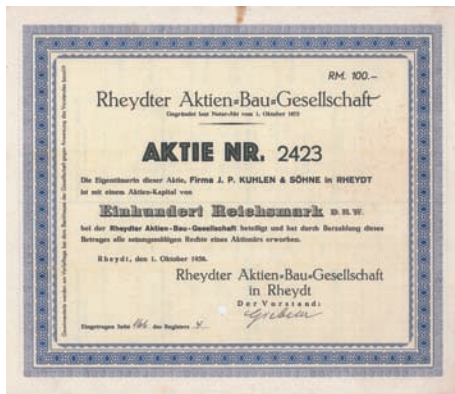 RM. 100.–
Rheydter Aktien=Bau=Gesellschaft
Gegründet laut Notar-Akt vom 1. Oktober 1872
AKTIE NR. 2423
Die Eigentümerin dieser Aktie, Firma J. P. KUHLEN & SÖHNE in RHEYDT
ist mit einem Aktien-Kapital von
Einhundert Reichsmark D. R. W.
bei der Rheydter Aktien-Bau-Gesellschaft beteiligt und hat durch Barzahlung dieses
Betrages alle satzungsmäßigen Rechte eines Aktionärs erworben.
Rheydt, den 1. Oktober
Rheydter Aktien=Bau=Gesellschaft
in Rheydt
Der Vorstand:
Eingetragen Seite 166 des Registers 4.